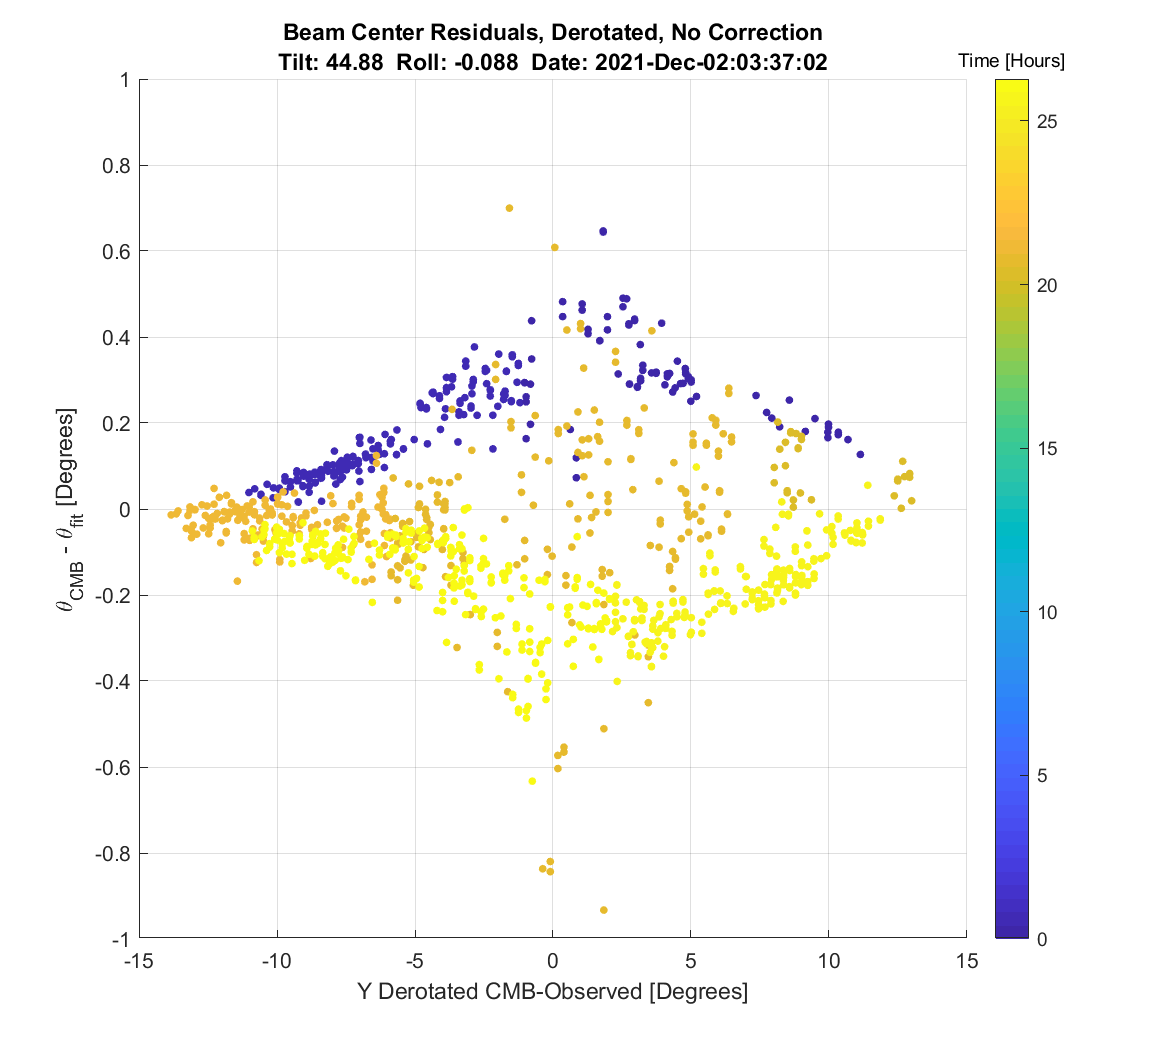 Beam Center Residuals, Derotated, No Correction
Tilt: 44.88  Roll: -0.088  Date: 2021-Dec-02:03:37:02
Time [Hours]
1
0.8
0.6
0.4
0.2
0
-0.2
-0.4
-0.6
-0.8
-1
θCMB - θfit [Degrees]
-15 -10 -5 0 5 10 15
Y Derotated CMB-Observed [Degrees]
25
20
15
10
5
0